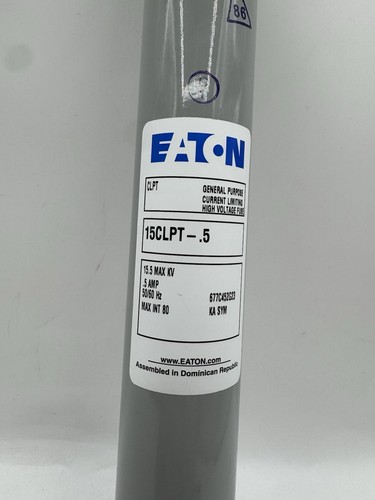 86
EATON
CLPT
GENERAL PURPOSE
CURRENT LIMITING
HIGH VOLTAGE FUSE
15CLPT-.5
15.5 MAX KV
.5 AMP
50/60 Hz 677C452G23
MAX INT 80 KA SYM
www.EATON.com
Assembled in Dominican Republic